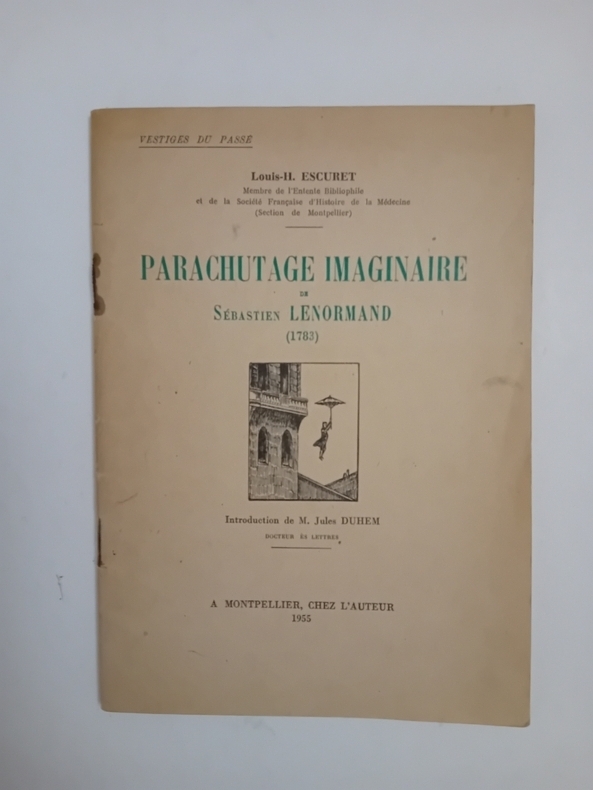 VESTIGES DU PASSÉ
Louis-H. ESCURET
Membre de l'Entente Bibliophile
et de la Société Française d'Histoire de la Médecine
(Section de Montpellier)
PARACHUTAGE IMAGINAIRE
DE
SÉBASTIEN LENORMAND
(1783)
Introduction de M. Jules DUHEM
DOCTEUR ÈS LETTRES
A MONTPELLIER, CHEZ L'AUTEUR
1955